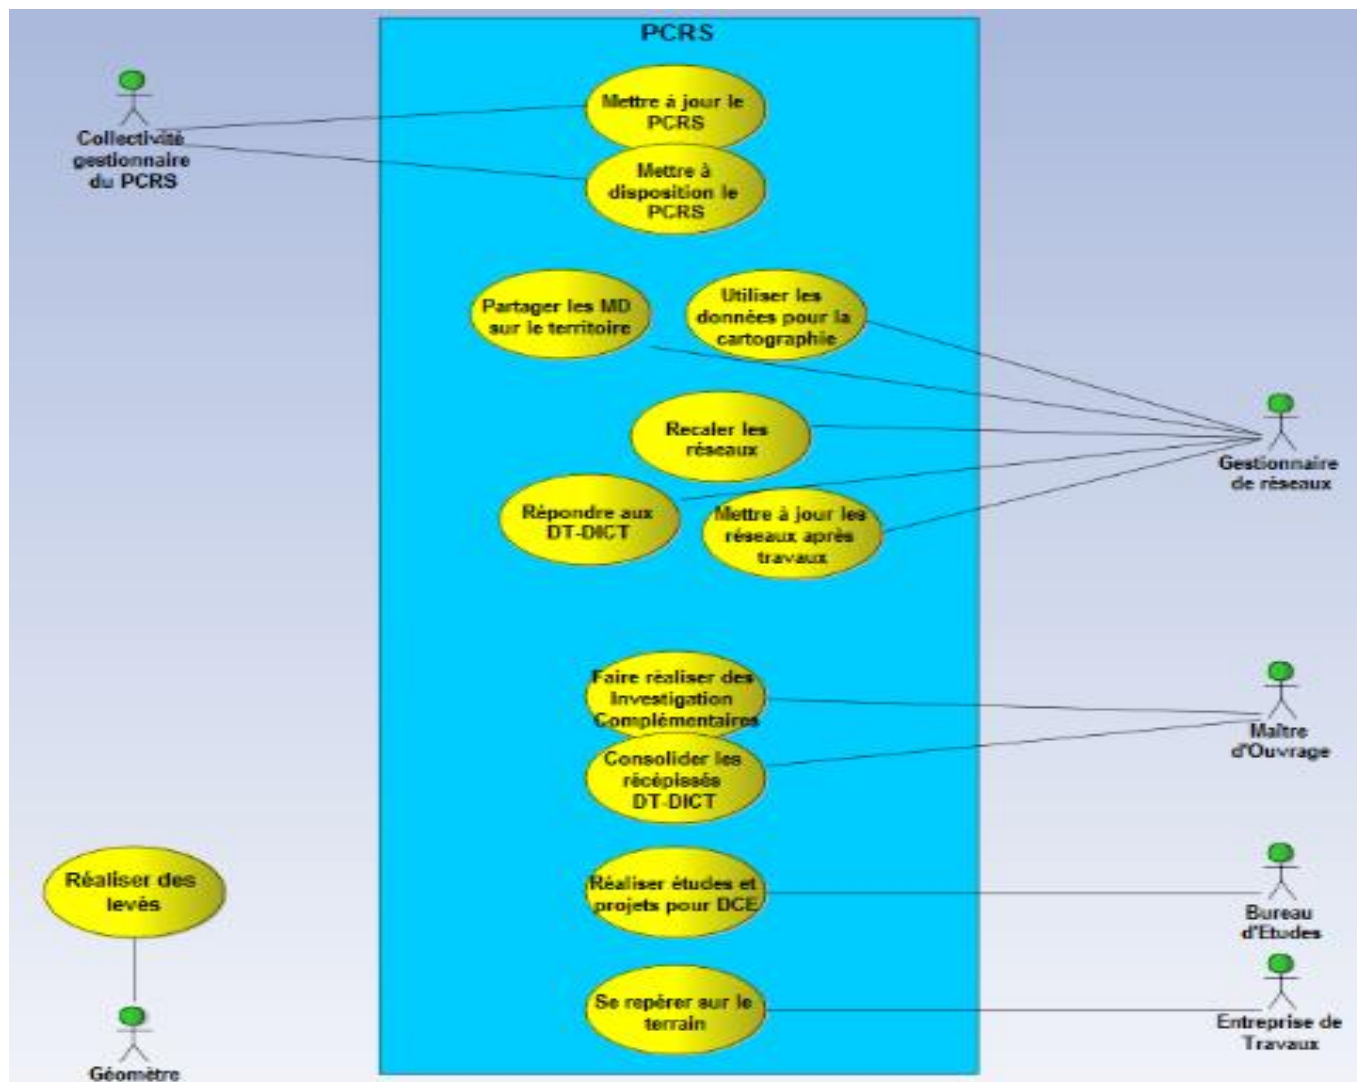 PCRS
Mettre à jour le
PCRS
Collectivité
gestionnaire
du PCRS
Mettre à
disposition le
PCRS
Partager les MD
sur le territoire
Utiliser les
données pour la
cartographie
Recaler les
réseaux
Gestionnaire
de réseaux
Répondre aux
DT-DICT
Mettre à jour les
réseaux après
travaux
Faire réaliser des
Investigation
Complémentaires
Maître
d'Ouvrage
Consolider les
récépissés
DT-DICT
Réaliser des
levés
Réaliser études et
projets pour DCE
Bureau
d'Etudes
Se repérer sur le
terrain
Entreprise de
Travaux
Géomètre